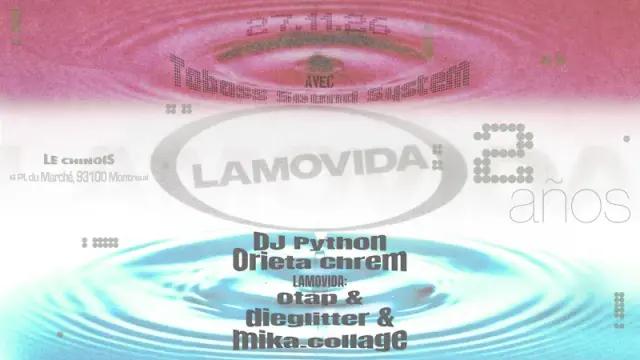 27.11.26
AVEC
Tabass sound system
LAMOVIDA
2
años
LE CHINOIS
Pl. du Marché, 93100 Montreuil
DJ Python
Orieta Chrem
LAMOVIDA:
otap &
dieglitter &
mika.collage